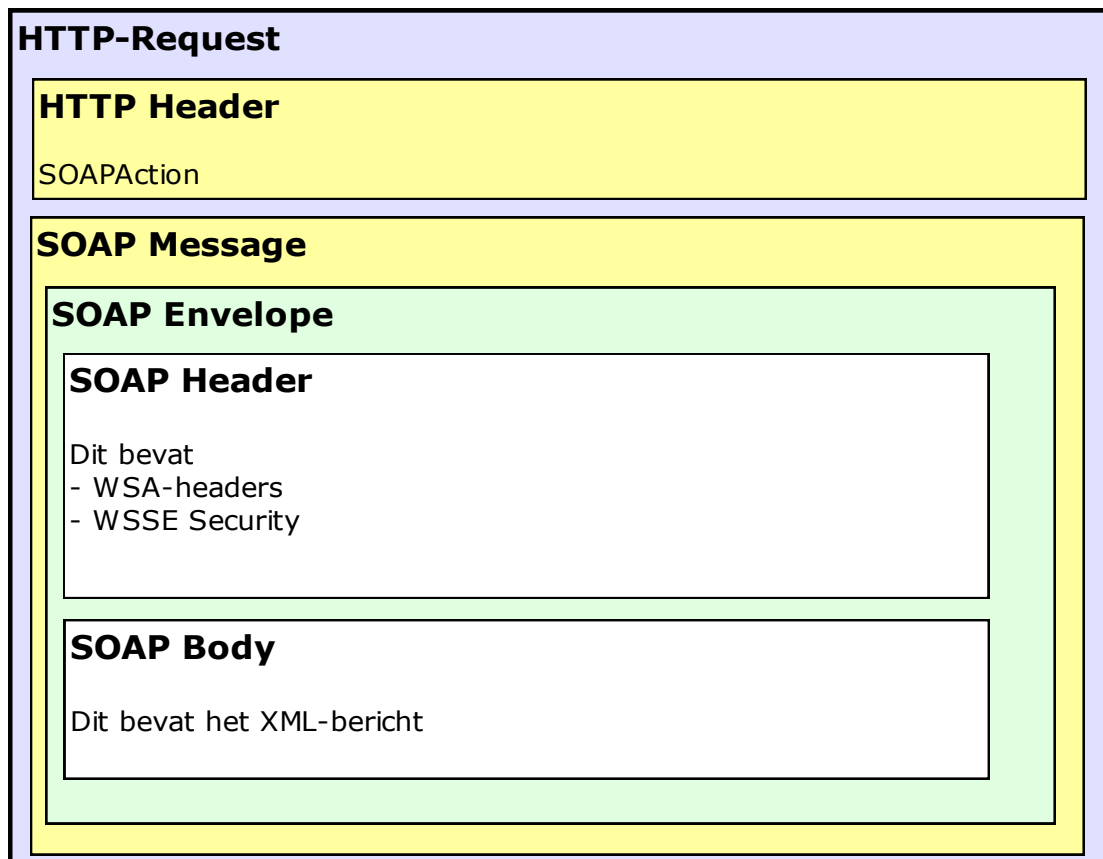 HTTP-Request
HTTP Header
SOAPAction
SOAP Message
SOAP Envelope
SOAP Header
Dit bevat
- WSA-headers
- WSSE Security
SOAP Body
Dit bevat het XML-bericht